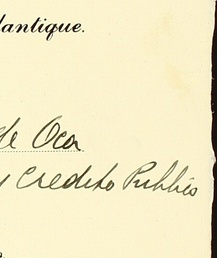 lantique.
de Oca
y Credito Publico